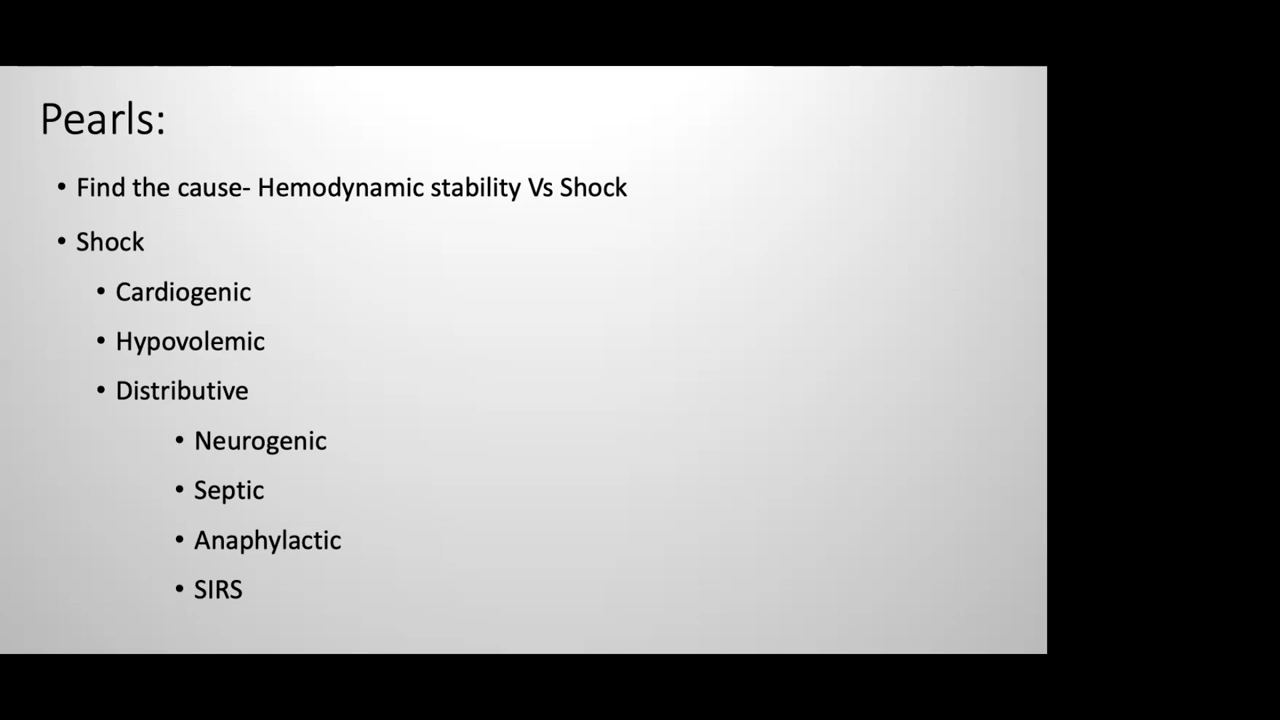 Pearls:
• Find the cause- Hemodynamic stability Vs Shock
• Shock
• Cardiogenic
• Hypovolemic
• Distributive
• Neurogenic
• Septic
• Anaphylactic
• SIRS